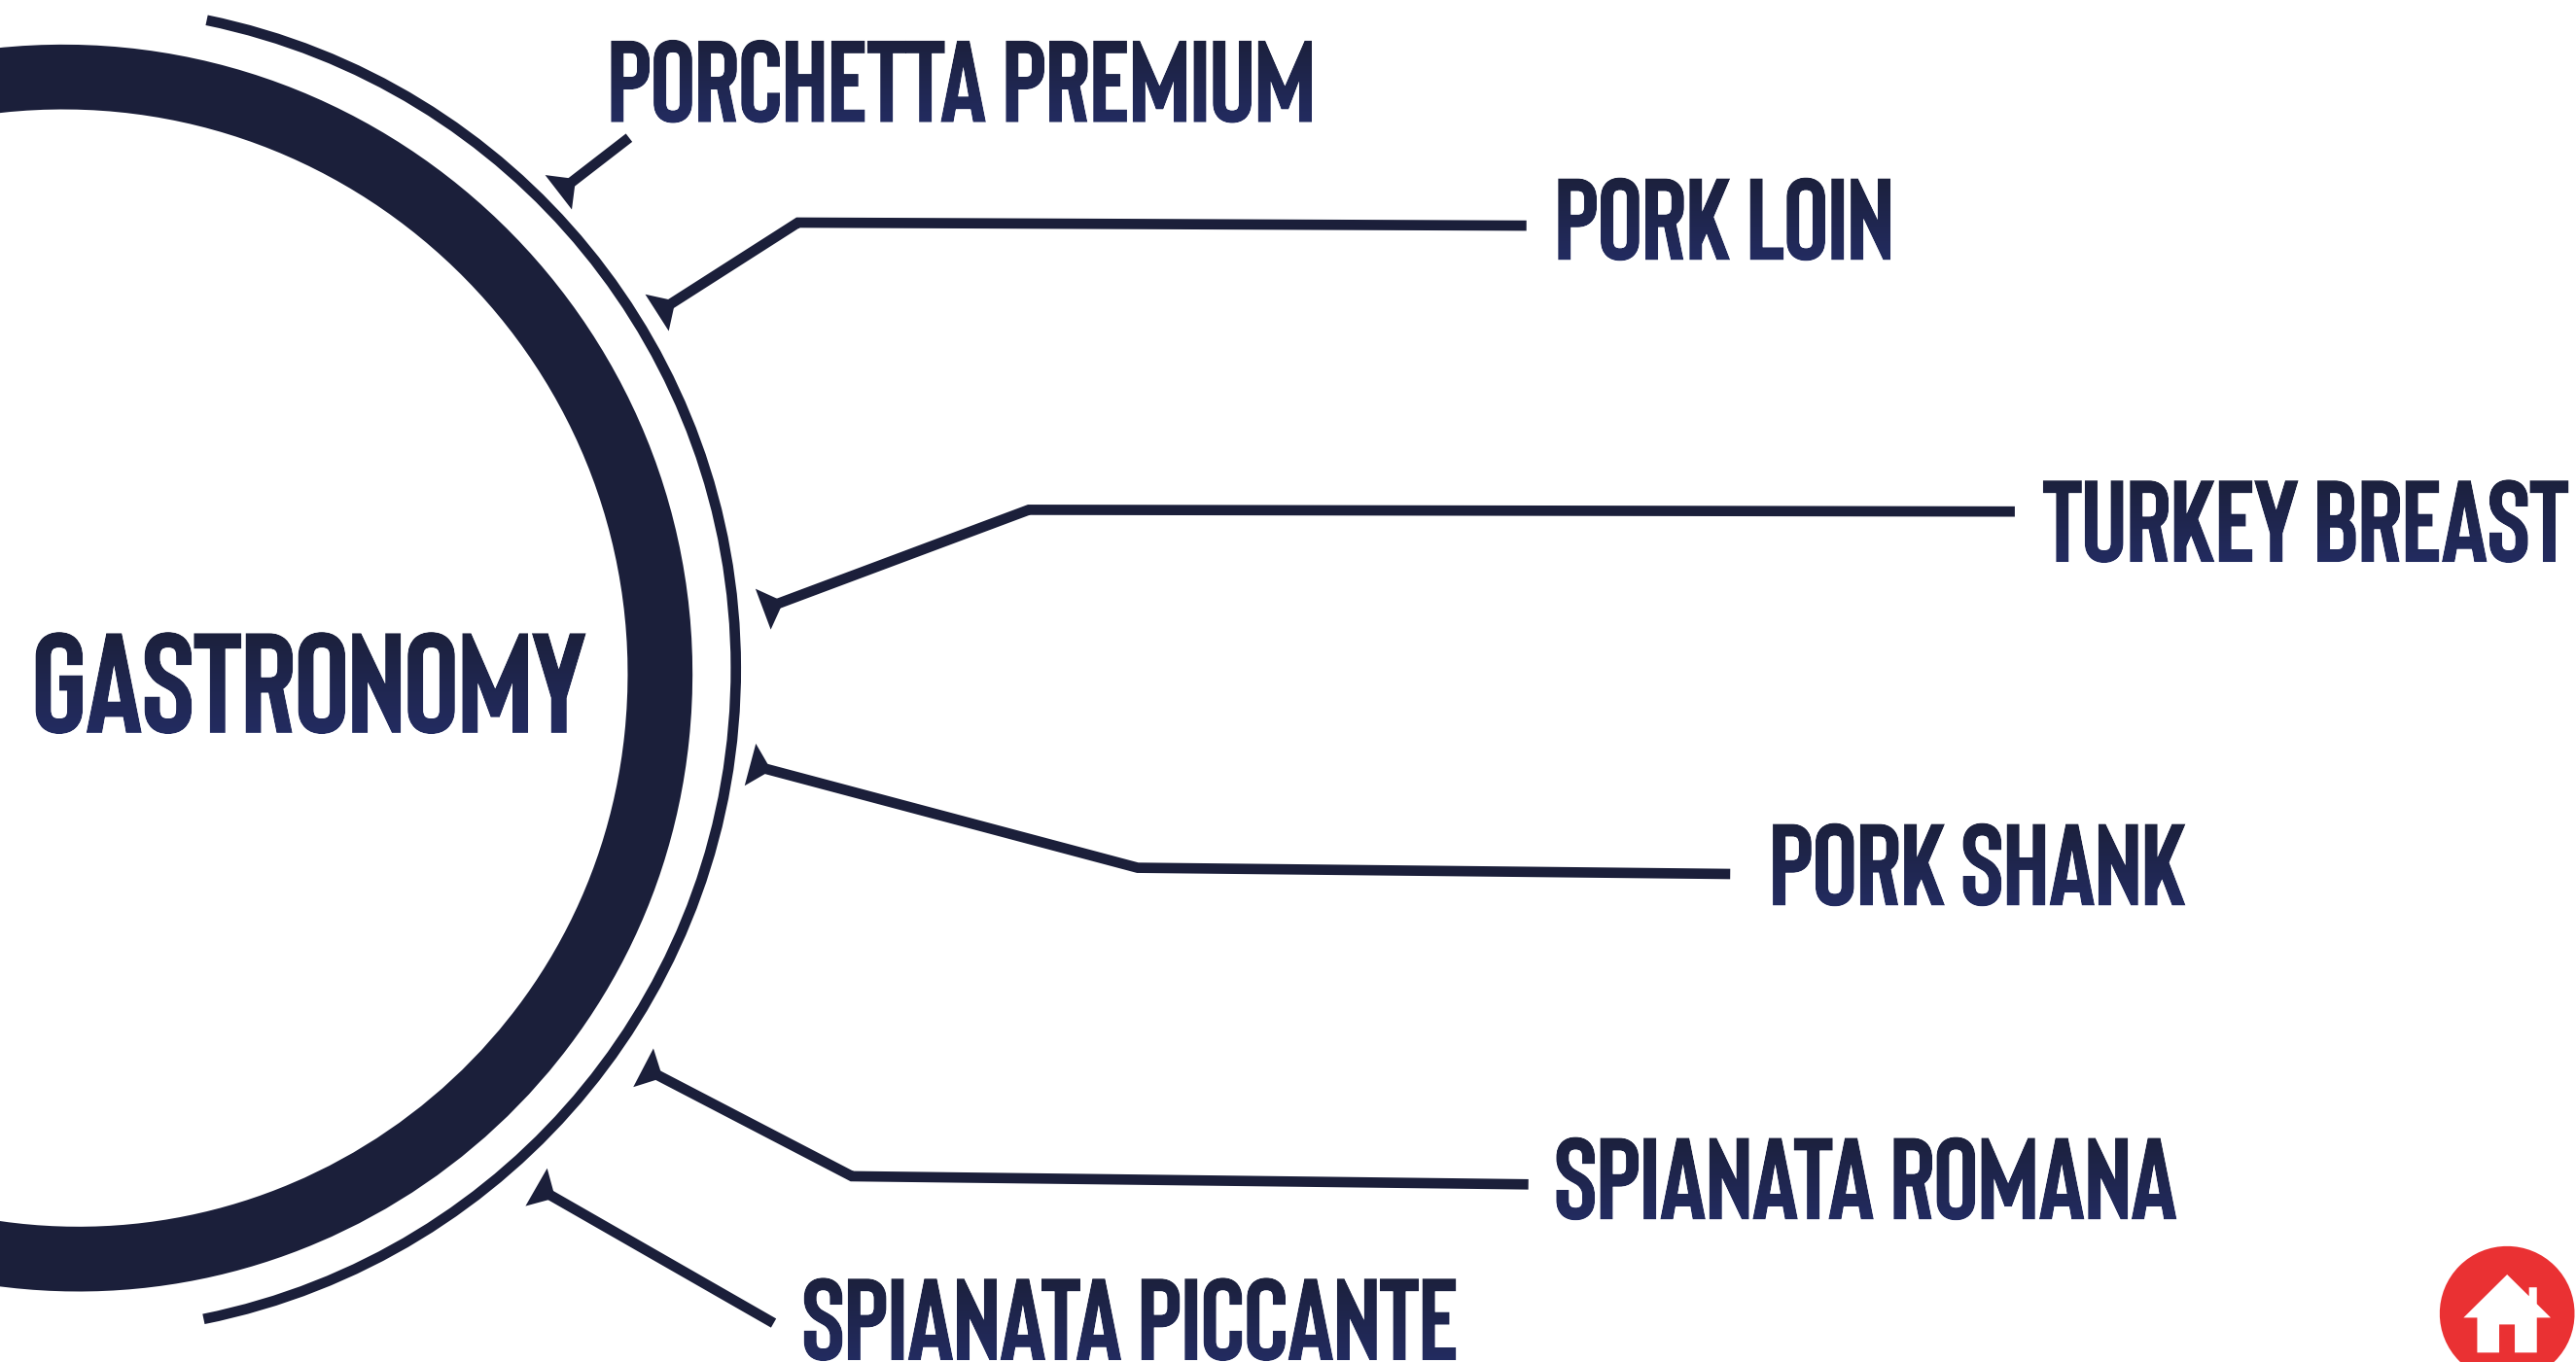 PORCHETTA PREMIUM
PORK LOIN
TURKEY BREAST
GASTRONOMY
PORK SHANK
SPIANATA ROMANA
SPIANATA PICCANTE